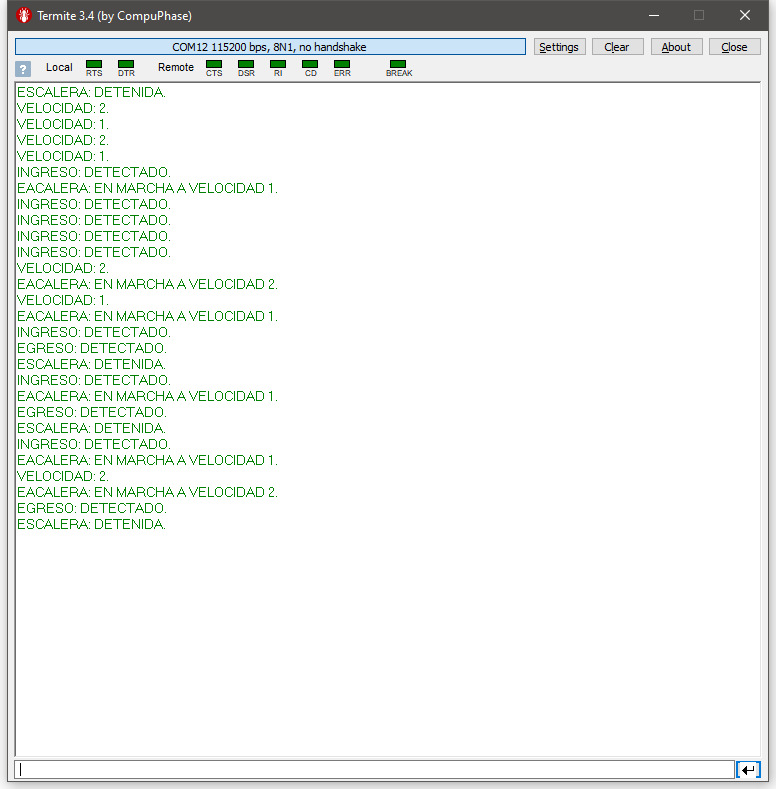 Termite 3.4 (by CompuPhase)
COM12 115200 bps, 8N1, no handshake
Settings
Clear
About
Close
?
Local
RTS
DTR
Remote
CTS
DSR
RI
CD
ERR
BREAK
ESCALERA: DETENIDA.
VELOCIDAD: 2.
VELOCIDAD: 1.
VELOCIDAD: 2.
VELOCIDAD: 1.
INGRESO: DETECTADO.
EACALERA: EN MARCHA A VELOCIDAD 1.
INGRESO: DETECTADO.
INGRESO: DETECTADO.
INGRESO: DETECTADO.
INGRESO: DETECTADO.
VELOCIDAD: 2.
EACALERA: EN MARCHA A VELOCIDAD 2.
VELOCIDAD: 1.
EACALERA: EN MARCHA A VELOCIDAD 1.
INGRESO: DETECTADO.
EGRESO: DETECTADO.
ESCALERA: DETENIDA.
INGRESO: DETECTADO.
EACALERA: EN MARCHA A VELOCIDAD 1.
EGRESO: DETECTADO.
ESCALERA: DETENIDA.
INGRESO: DETECTADO.
EACALERA: EN MARCHA A VELOCIDAD 1.
VELOCIDAD: 2.
EACALERA: EN MARCHA A VELOCIDAD 2.
EGRESO: DETECTADO.
ESCALERA: DETENIDA.